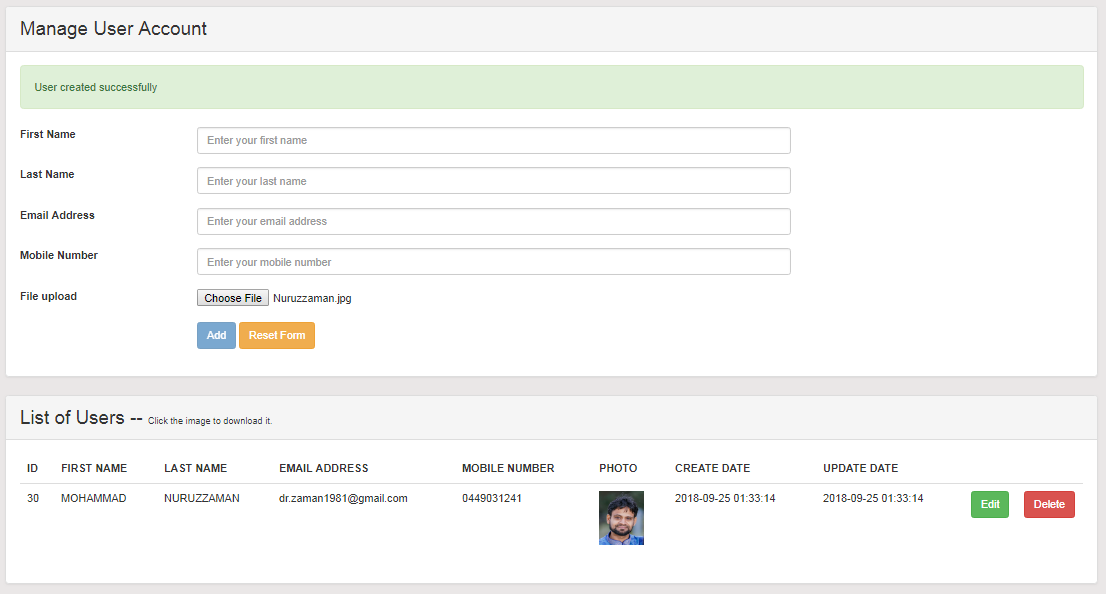 Manage User Account
User created successfully
First Name
Enter your first name
Last Name
Enter your last name
Email Address
Enter your email address
Mobile Number
Enter your mobile number
File upload
Choose File Nuruzzaman.jpg
Add Reset Form
List of Users -- Click the image to download it.
ID FIRST NAME LAST NAME EMAIL ADDRESS MOBILE NUMBER PHOTO CREATE DATE UPDATE DATE
30 MOHAMMAD NURUZZAMAN dr.zaman1981@gmail.com 0449031241 2018-09-25 01:33:14 2018-09-25 01:33:14 Edit Delete